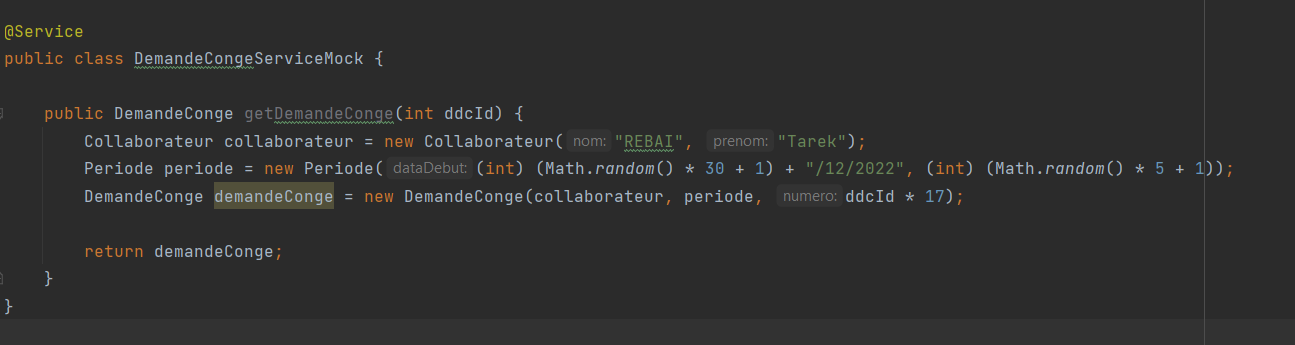 @Service
public class DemandeCongeServiceMock {
public DemandeConge getDemandeConge(int ddcId) {
Collaborateur collaborateur = new Collaborateur( nom: "REBAI", prenom: "Tarek");
Periode periode = new Periode( dataDebut: (int) (Math.random() * 30 + 1) + "/12/2022", (int) (Math.random() * 5 + 1));
DemandeConge demandeConge = new DemandeConge(collaborateur, periode, numero: ddcId * 17);
return demandeConge;
}
}